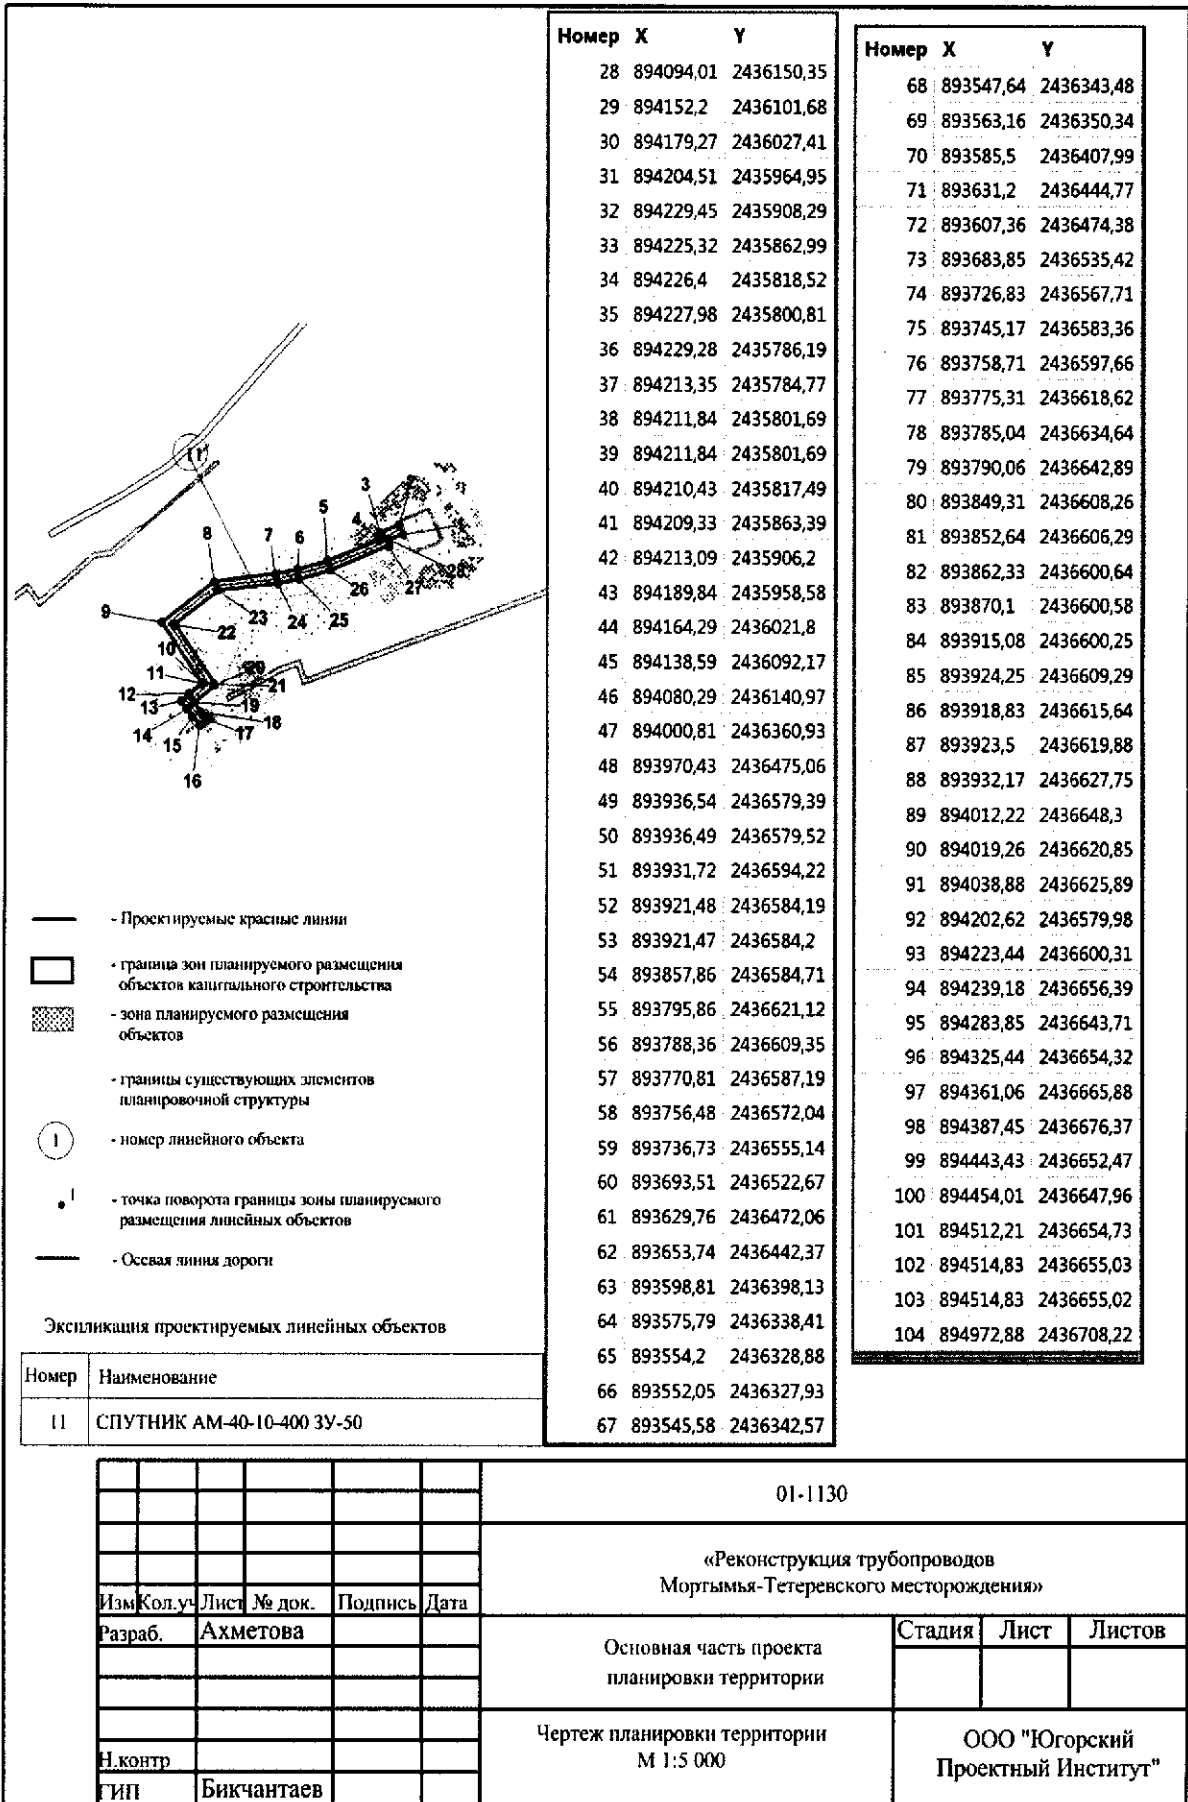 Номер X Y
28 894094,01 2436150,35
29 894152,2 2436101,68
30 894179,27 2436027,41
31 894204,51 2435964,95
32 894229,45 2435908,29
33 894225,32 2435862,99
34 894226,4 2435818,52
35 894227,98 2435800,81
36 894229,28 2435786,19
37 894213,35 2435784,77
38 894211,84 2435801,69
39 894211,84 2435801,69
40 894210,43 2435817,49
41 894209,33 2435863,39
42 894213,09 2435906,2
43 894189,84 2435958,58
44 894164,29 2436021,8
45 894138,59 2436092,17
46 894080,29 2436140,97
47 894000,81 2436360,93
48 893970,43 2436475,06
49 893936,54 2436579,39
50 893936,49 2436579,52
51 893931,72 2436594,22
52 893921,48 2436584,19
53 893921,47 2436584,2
54 893857,86 2436584,71
55 893795,86 2436621,12
56 893788,36 2436609,35
57 893770,81 2436587,19
58 893756,48 2436572,04
59 893736,73 2436555,14
60 893693,51 2436522,67
61 893629,76 2436472,06
62 893653,74 2436442,37
63 893598,81 2436398,13
64 893575,79 2436338,41
65 893554,2 2436328,88
66 893552,05 2436327,93
67 893545,58 2436342,57
Номер X Y
68 893547,64 2436343,48
69 893563,16 2436350,34
70 893585,5 2436407,99
71 893631,2 2436444,77
72 893607,36 2436474,38
73 893683,85 2436535,42
74 893726,83 2436567,71
75 893745,17 2436583,36
76 893758,71 2436597,66
77 893775,31 2436618,62
78 893785,04 2436634,64
79 893790,06 2436642,89
80 893849,31 2436608,26
81 893852,64 2436606,29
82 893862,33 2436600,64
83 893870,1 2436600,58
84 893915,08 2436600,25
85 893924,25 2436609,29
86 893918,83 2436615,64
87 893923,5 2436619,88
88 893932,17 2436627,75
89 894012,22 2436648,3
90 894019,26 2436620,85
91 894038,88 2436625,89
92 894202,62 2436579,98
93 894223,44 2436600,31
94 894239,18 2436656,39
95 894283,85 2436643,71
96 894325,44 2436654,32
97 894361,06 2436665,88
98 894387,45 2436676,37
99 894443,43 2436652,47
100 894454,01 2436647,96
101 894512,21 2436654,73
102 894514,83 2436655,03
103 894514,83 2436655,02
104 894972,88 2436708,22
11
3
4
5
6
7
8
9
10
11
12
13
14
15
16
17
18
19
20
21
22
23
24
25
26
27
28
- Проектируемые красные линии
- граница зон планируемого размещения
объектов капитального строительства
- зона планируемого размещения
объектов
- границы существующих элементов
планировочной структуры
1 - номер линейного объекта
1 - точка поворота границы зоны планируемого
размещения линейных объектов
- Осевая линия дороги
Экспликация проектируемых линейных объектов
Номер Наименование
11 СПУТНИК АМ-40-10-400 ЗУ-50
01-1130
«Реконструкция трубопроводов
Мортымья-Тетеревского месторождения»
Изм Кол.уч Лист № док. Подпись Дата
Разраб. Ахметова
Основная часть проекта
планировки территории
Стадия Лист Листов
Чертеж планировки территории
М 1:5 000
Н.контр
ГИП Бикчантаев
ООО "Югорский
Проектный Институт"